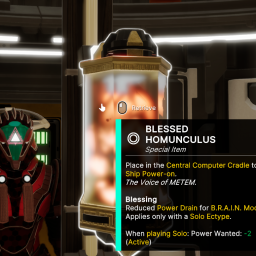 BLESSED
HOMUNCULUS
Special Item
Place in the Central Computer Cradle to
Ship Power-on.
The Voice of METEM.
Blessing
Reduced Power Drain for B.R.A.I.N. Mo
Applies only with a Solo Ectype.
When playing Solo: Power Wanted: -2
(Active)